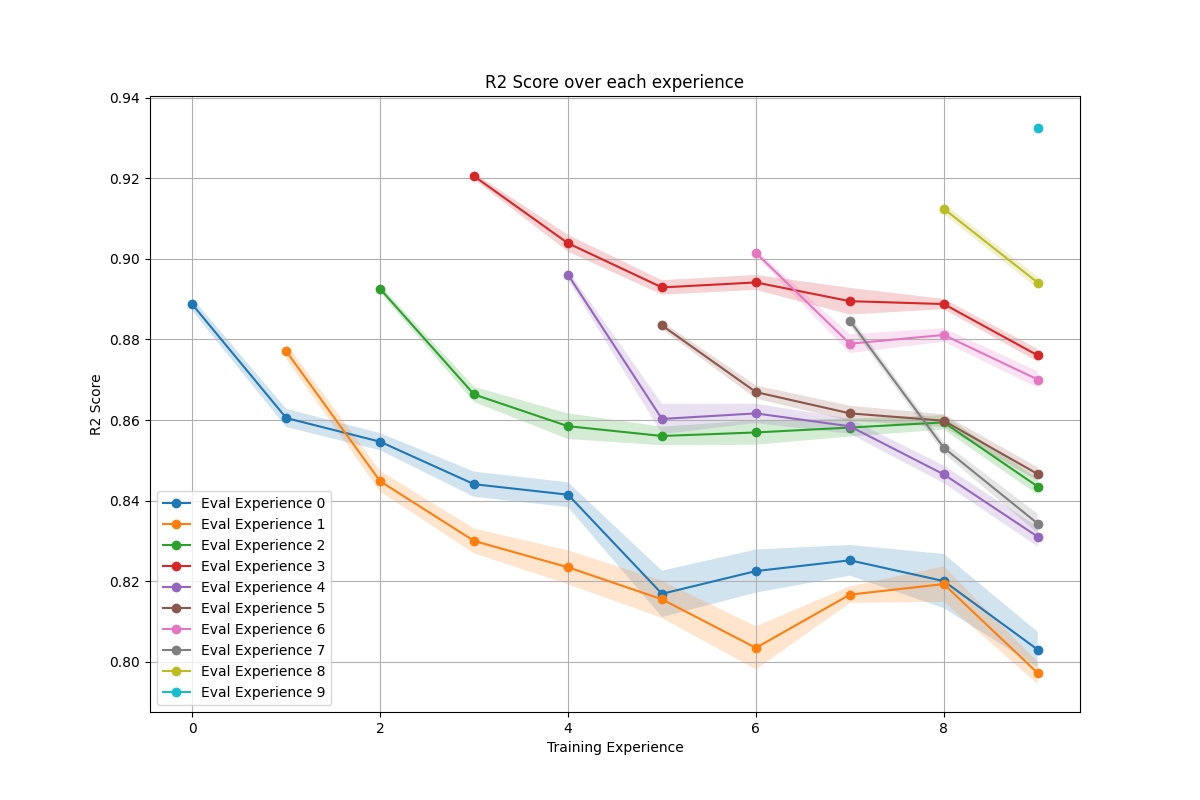 R2 Score over each experience
0.94
0.92
0.90
0.88
0.86
0.84
0.82
0.80
R2 Score
Eval Experience 0
Eval Experience 1
Eval Experience 2
Eval Experience 3
Eval Experience 4
Eval Experience 5
Eval Experience 6
Eval Experience 7
Eval Experience 8
Eval Experience 9
0 2 4 6 8
Training Experience